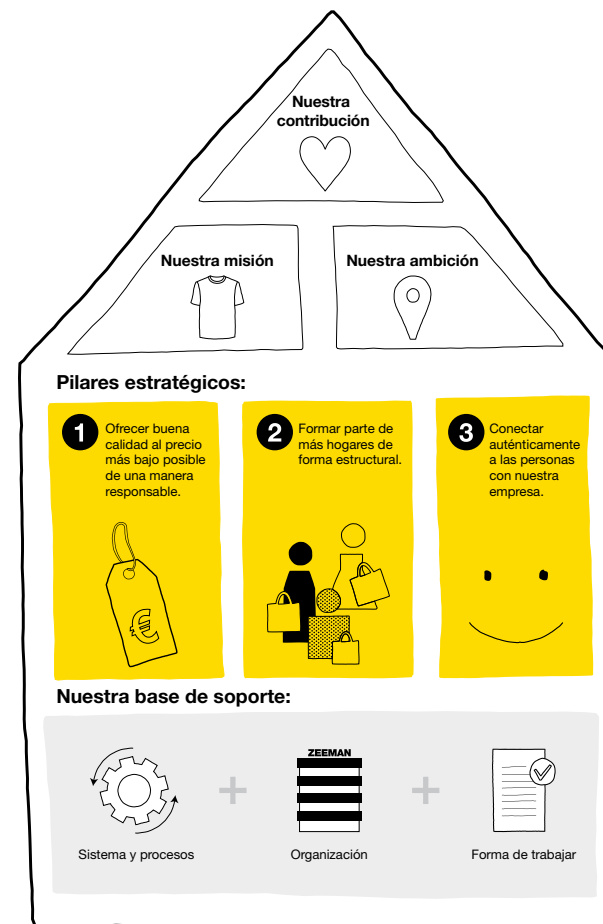 Nuestra
contribución
Nuestra misión
Nuestra ambición
Pilares estratégicos:
1
Ofrecer buena
calidad al precio
más bajo posible
de una manera
responsable.
€
2
Formar parte de
más hogares de
forma estructural.
3
Conectar
auténticamente
a las personas
con nuestra
empresa.
Nuestra base de soporte:
Sistema y procesos
+
ZEEMAN
Organización
+
Forma de trabajar